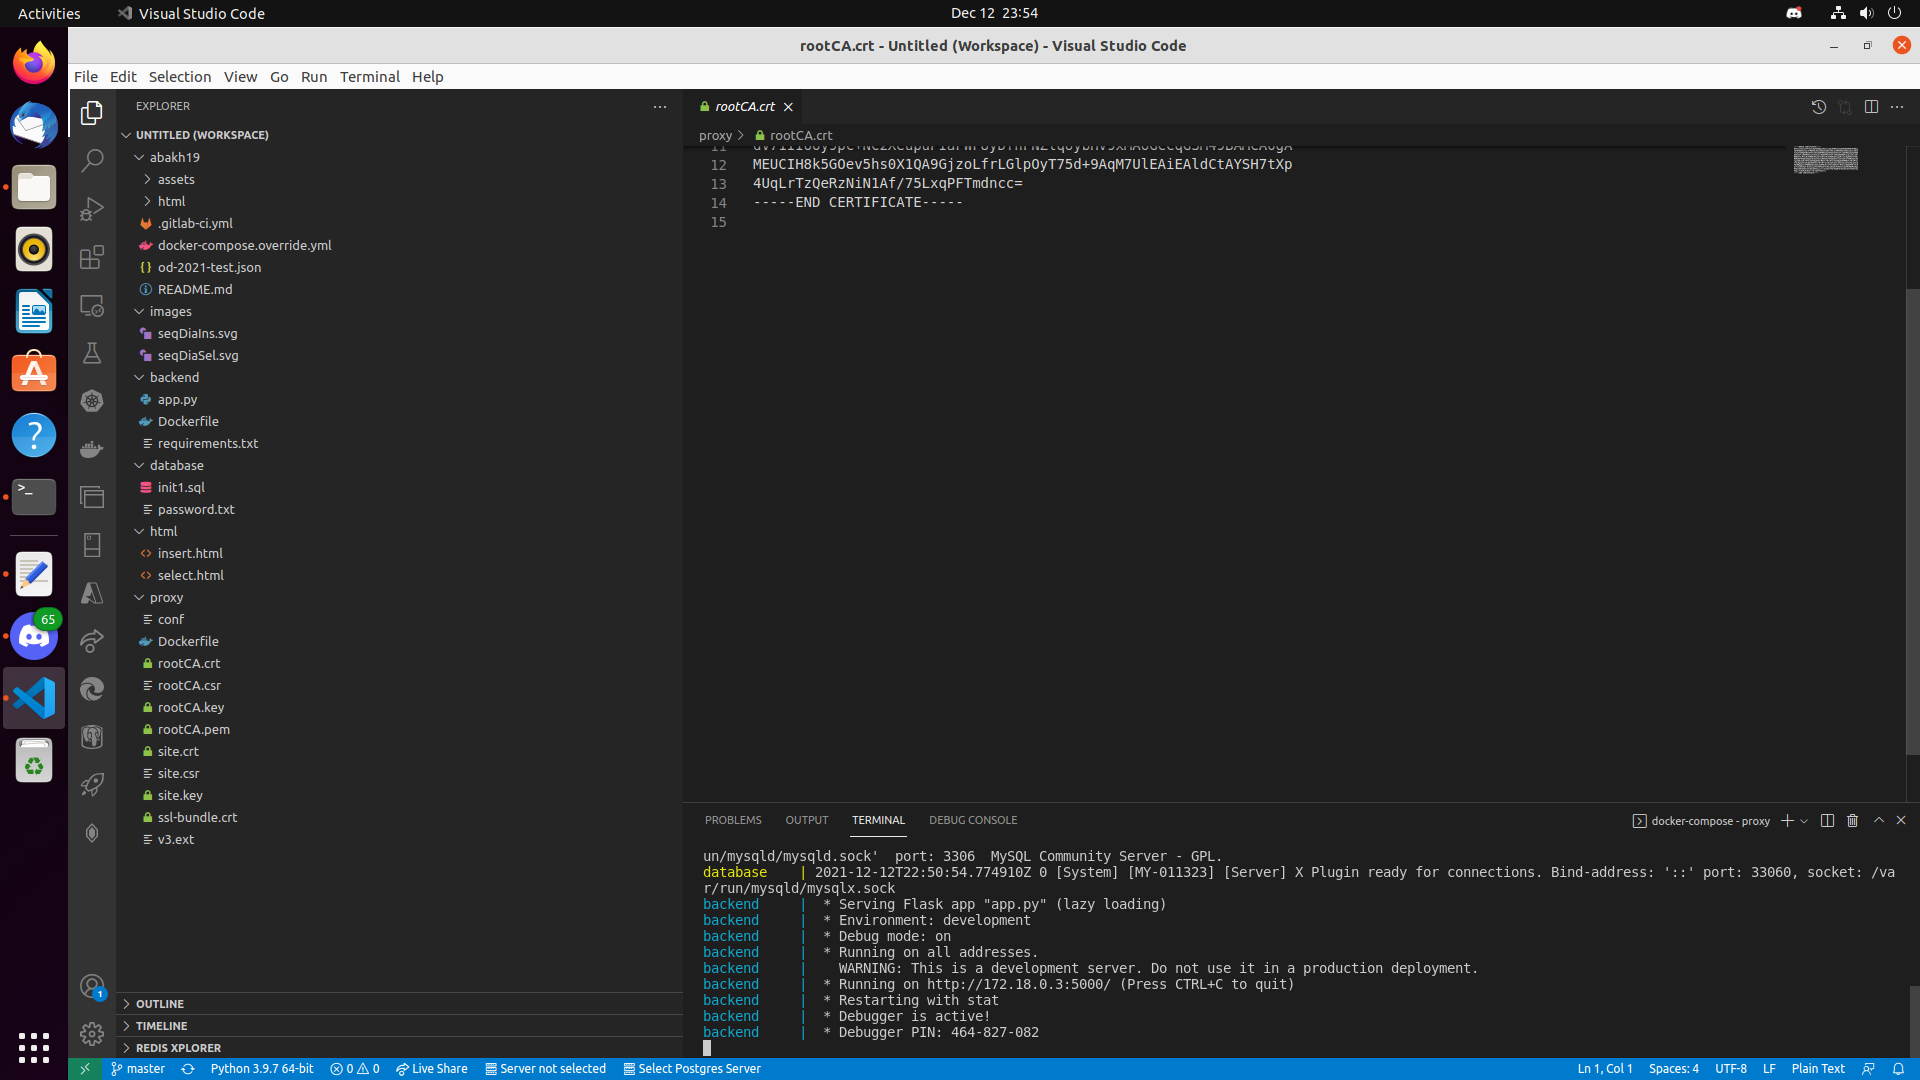 Activities
Visual Studio Code
Dec 12 23:54
rootCA.crt - Untitled (Workspace) - Visual Studio Code
File Edit Selection View Go Run Terminal Help
EXPLORER
UNTITLED (WORKSPACE)
abakh19
assets
html
.gitlab-ci.yml
docker-compose.override.yml
od-2021-test.json
README.md
images
seqDiaIns.svg
seqDiaSel.svg
backend
app.py
Dockerfile
requirements.txt
database
init1.sql
password.txt
html
insert.html
select.html
proxy
conf
Dockerfile
rootCA.crt
rootCA.csr
rootCA.key
rootCA.pem
site.crt
site.csr
site.key
ssl-bundle.crt
v3.ext
OUTLINE
TIMELINE
REDIS XPLORER
65
1
rootCA.crt
proxy > rootCA.crt
11
12 MEUCIH8k5GOev5hs0X1QA9GjzoLfrLGlpOyT75d+9AqM7UlEAiEAldCtAYSH7tXp
13 4UqLrTzQeRzNiN1Af/75LxqPFTmdncc=
14 -----END CERTIFICATE-----
15
PROBLEMS OUTPUT TERMINAL DEBUG CONSOLE
docker-compose - proxy
un/mysqld/mysqld.sock' port: 3306 MySQL Community Server - GPL.
database | 2021-12-12T22:50:54.774910Z 0 [System] [MY-011323] [Server] X Plugin ready for connections. Bind-address: '::' port: 33060, socket: /va
r/run/mysqld/mysqlx.sock
backend | * Serving Flask app "app.py" (lazy loading)
backend | * Environment: development
backend | * Debug mode: on
backend | * Running on all addresses.
backend | WARNING: This is a development server. Do not use it in a production deployment.
backend | * Running on http://172.18.0.3:5000/ (Press CTRL+C to quit)
backend | * Restarting with stat
backend | * Debugger is active!
backend | * Debugger PIN: 464-827-082
master
Python 3.9.7 64-bit
0 0
Live Share
Server not selected
Select Postgres Server
Ln 1, Col 1
Spaces: 4
UTF-8
LF
Plain Text